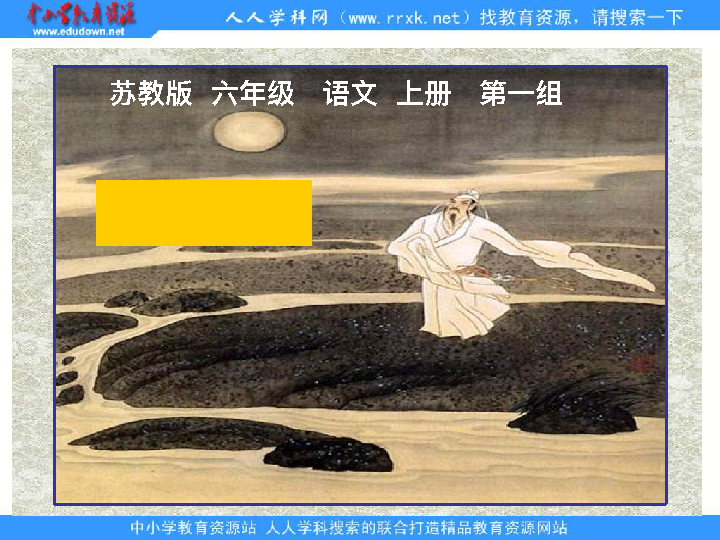 中小学教育资源
www.edudown.net
人人学科网（www.rrxk.net）找教育资源，请搜索一下
苏教版 六年级 语文 上册 第一组
中小学教育资源站 人人学科搜索的联合打造精品教育资源网站